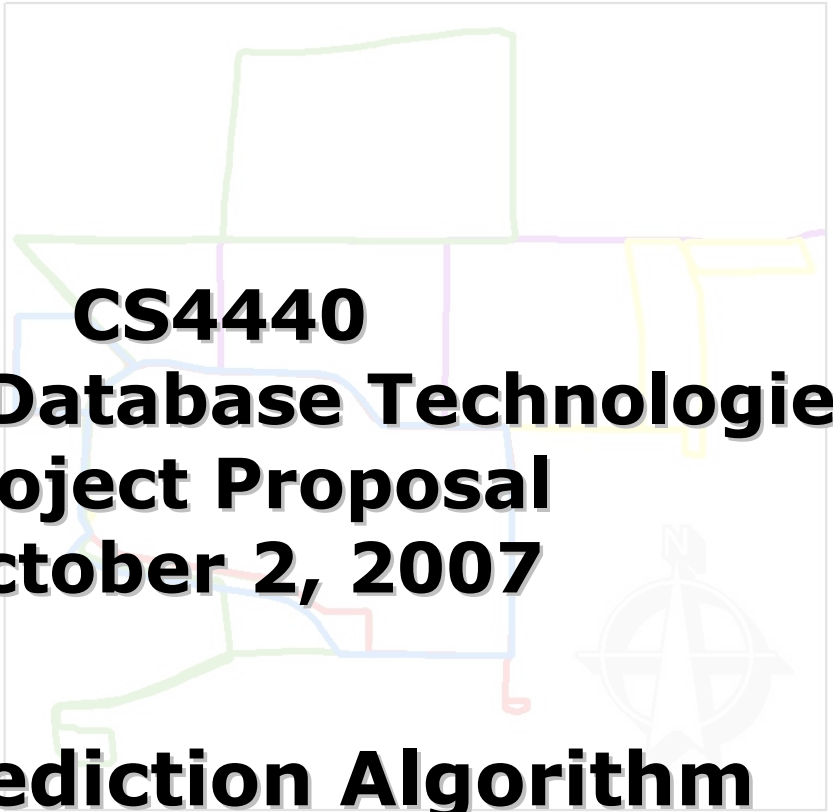 CS4440
Database Technologie
oject Proposal
ctober 2, 2007
N
ediction Algorithm